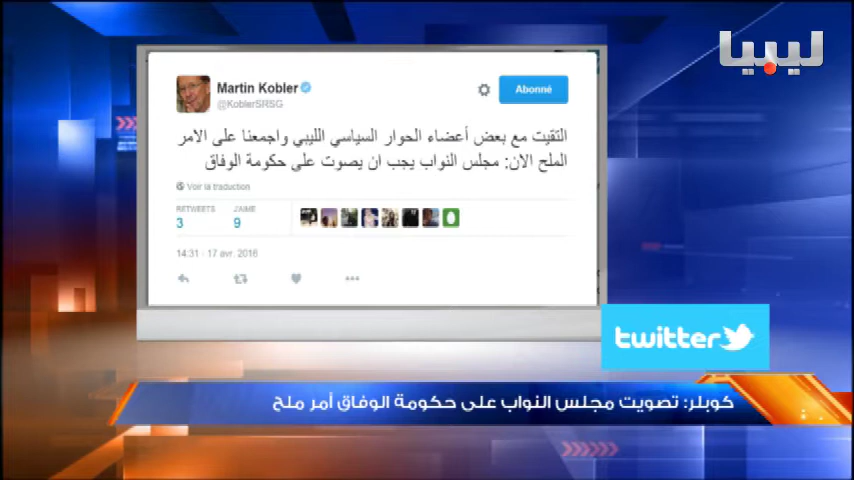 ليبيا
Martin Kobler
@KoblerSRSG
Abonné
التقيت مع بعض أعضاء الحوار السياسي الليبي واجمعنا على الامر
الملح الان: مجلس النواب يجب ان يصوت على حكومة الوفاق
Voir la traduction
RETWEETS
3
J'AIME
9
14:31 - 17 avr. 2016
twitter
كوبلر: تصويت مجلس النواب على حكومة الوفاق أمر ملح